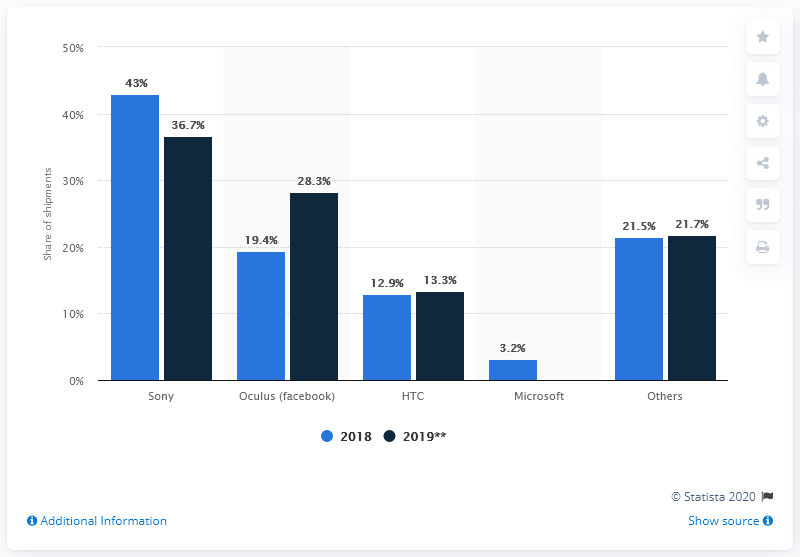 50%
40%
30%
20%
10%
0%
Share of shipments
43%
36.7%
19.4%
28.3%
12.9%
13.3%
3.2%
21.5%
21.7%
Sony
Oculus (facebook)
HTC
Microsoft
Others
2018
2019**
© Statista 2020
Additional Information
Show source